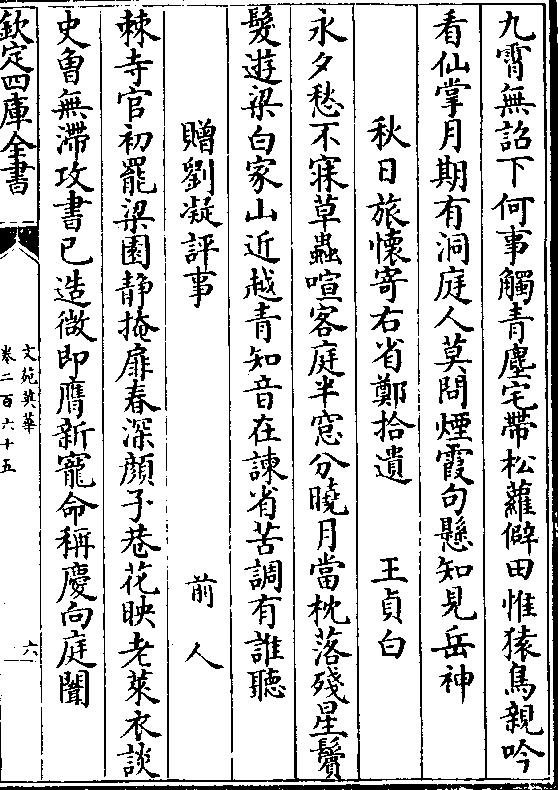 九霄無詔下何事觸青塵宅帶松蘿僻田惟猿鳥親吟
看仙掌月期有洞庭人莫問煙霞句懸知見岳神
秋日旅懷寄右省鄭拾遺　王貞白
永夕愁不寐草蟲喧客庭半窓分曉月當枕落殘星鬢
髮遊梁白家山近越青知音在諫省苦調有誰聽
贈劉凝評事　前人
棘寺官初罷梁園静掩扉春深顔子巷花映老萊衣談
史曾無滯攻書已造微即膺新寵命稱慶向庭闈
欽定四庫全書
文苑英華
卷二百六十五
六